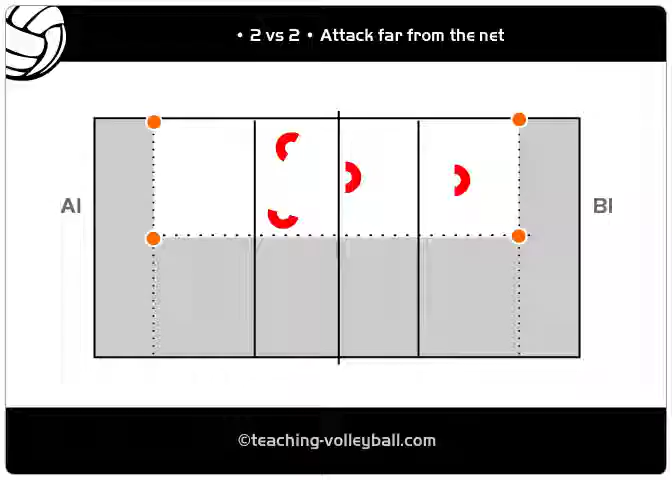 • 2 vs 2 • Attack far from the net
AI
BI
©teaching-volleyball.com